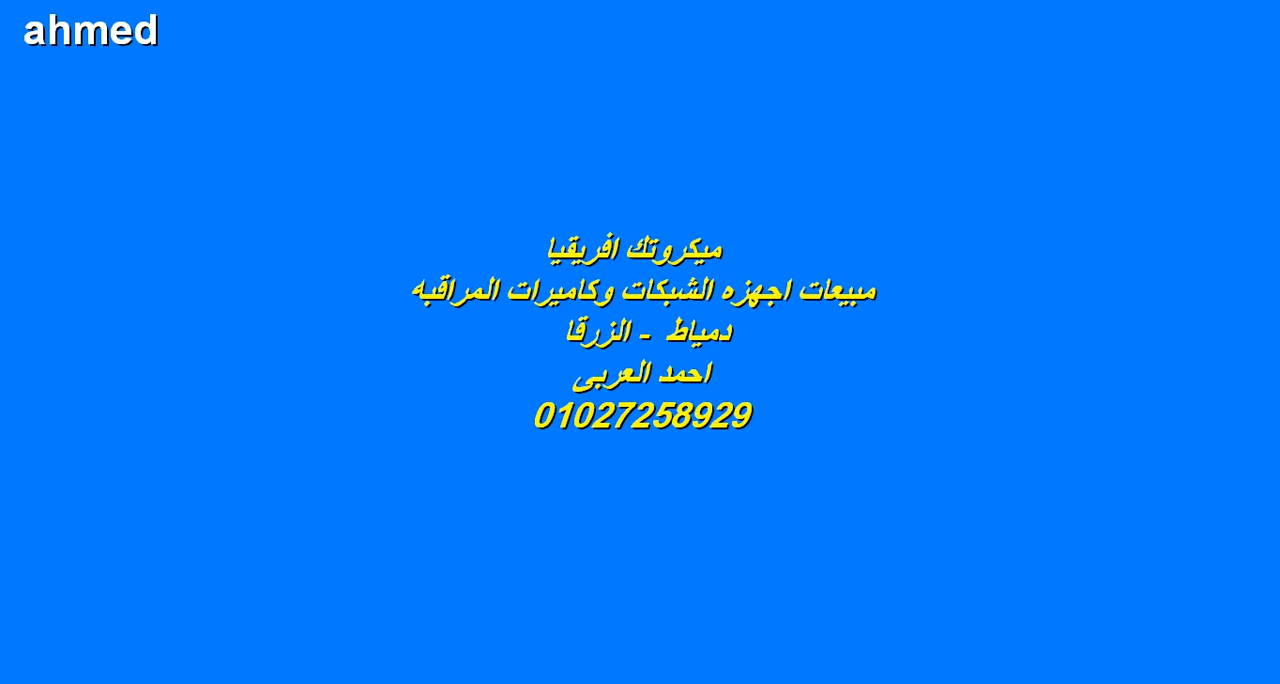 ahmed
ميكروتك افريقيا
مبيعات اجهزه الشبكات وكاميرات المراقبه
دمياط - الزرقا
احمد العربى
01027258929